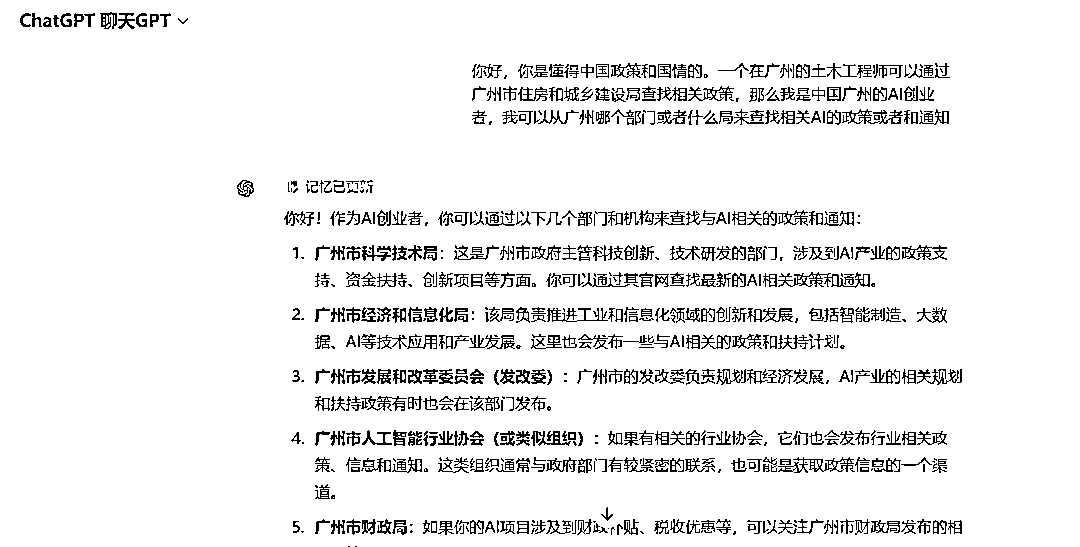 ChatGPT 聊天GPT
你好，你是懂得中国政策和国情的。一个在广州的土木工程师可以通过
广州市住房和城乡建设局查找相关政策，那么我是中国广州的AI创业
者，我可以从广州哪个部门或者什么局来查找相关AI的政策或者和通知
记忆已更新
你好！作为AI创业者，你可以通过以下几个部门和机构来查找与AI相关的政策和通知：
1. 广州市科学技术局：这是广州市政府主管科技创新、技术研发的部门，涉及到AI产业的政策支
持、资金扶持、创新项目等方面。你可以通过其官网查找最新的AI相关政策和通知。
2. 广州市经济和信息化局：该局负责推进工业和信息化领域的创新和发展，包括智能制造、大数
据、AI等技术应用和产业发展。这里也会发布一些与AI相关的政策和扶持计划。
3. 广州市发展和改革委员会（发改委）：广州市的发改委负责规划和经济发展，AI产业的相关规划
和扶持政策有时也会在该部门发布。
4. 广州市人工智能行业协会（或类似组织）：如果有相关的行业协会，它们也会发布行业相关政
策、信息和通知。这类组织通常与政府部门有较紧密的联系，也可能是获取政策信息的一个渠
道。
5. 广州市财政局：如果你的AI项目涉及到财政补贴、税收优惠等，可以关注广州市财政局发布的相